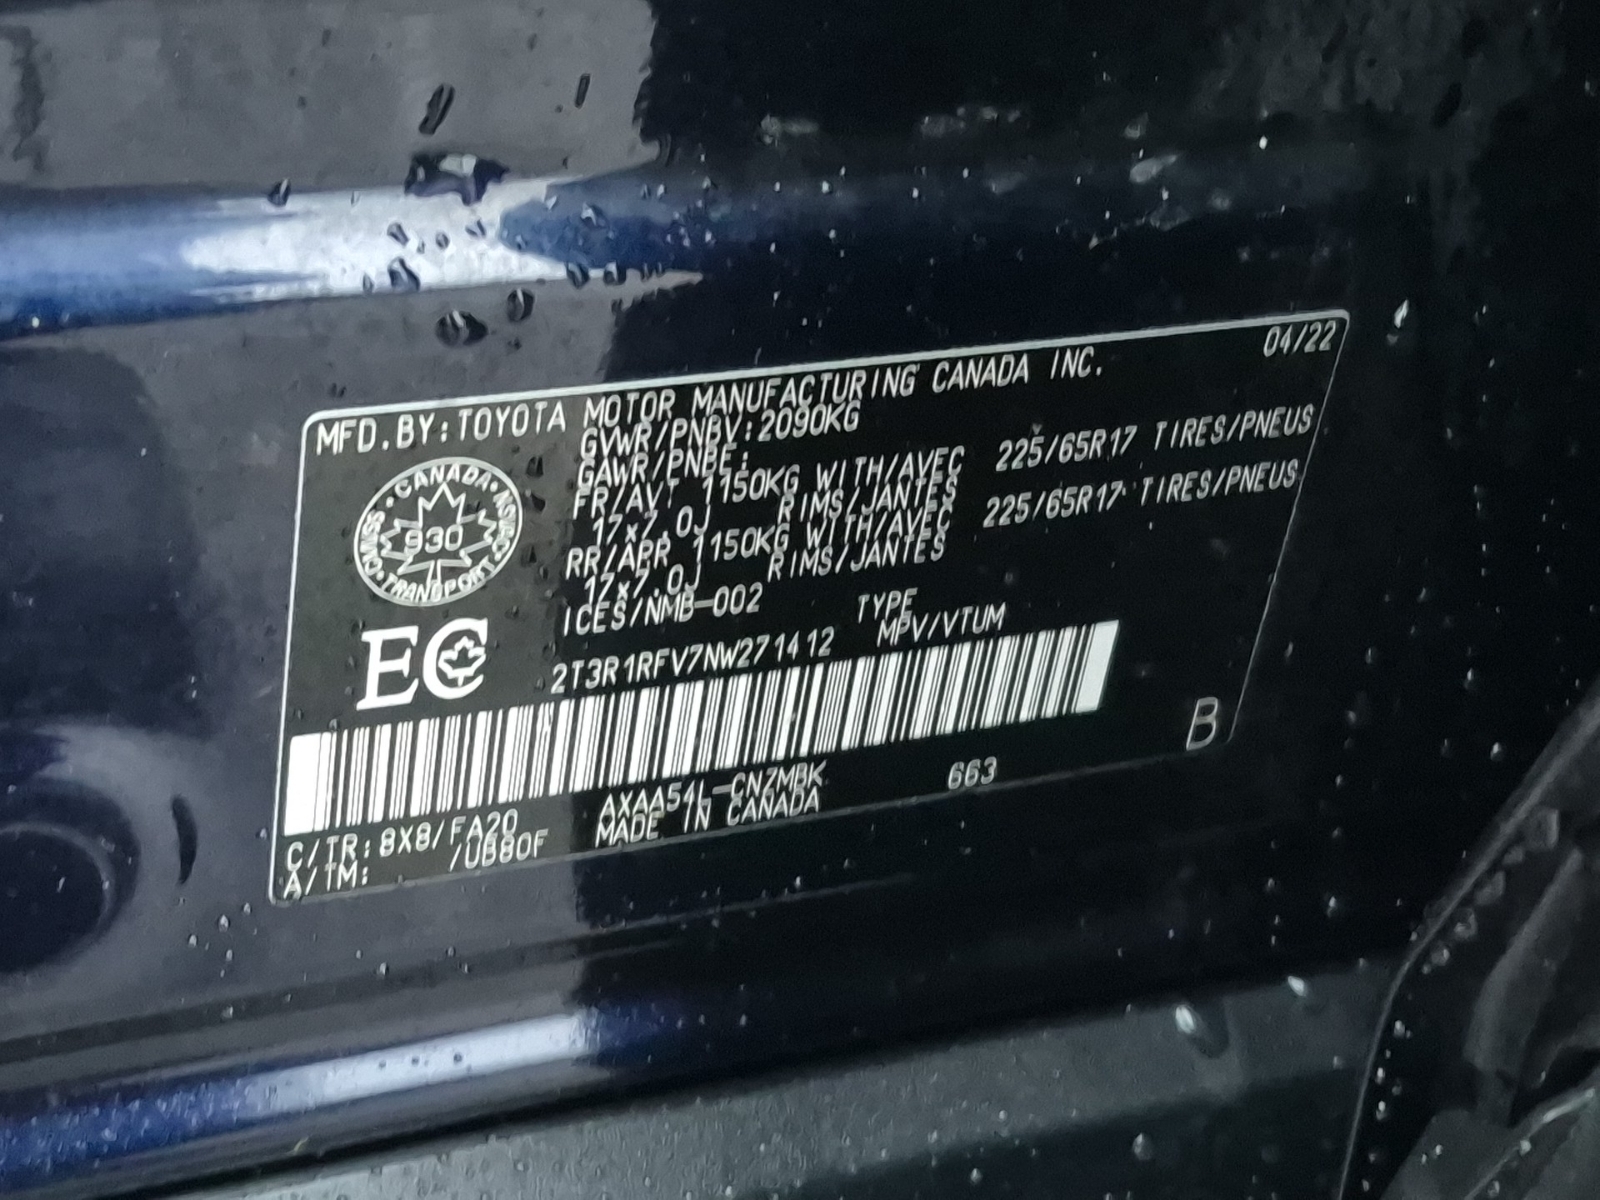 04/22
MFD.BY:TOYOTA MOTOR MANUFACTURING CANADA INC.
GVWR/PNBV:2090KG
GAWR/PNBE:
FR/AVT 1150KG WITH/AVEC 225/65R17 TIRES/PNEUS
17x7.0J RIMS/JANTES
RR/ARR 1150KG WITH/AVEC 225/65R17 TIRES/PNEUS
17x7.0J RIMS/JANTES
ICES/NMB-002 TYPE
MPV/VTUM
CANADA
930
TRANSPORT
EC
2T3R1RFV7NW271412
B
C/TR:8X8/FA20 AXAA54L-CNZMBK 663
A/TM: /UB80F MADE IN CANADA